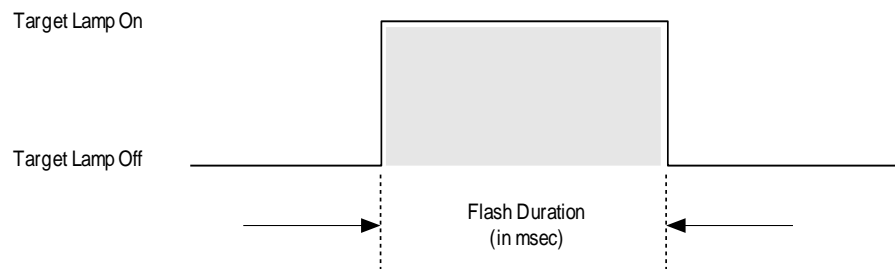 Target Lamp On
Target Lamp Off
Flash Duration
(in msec)